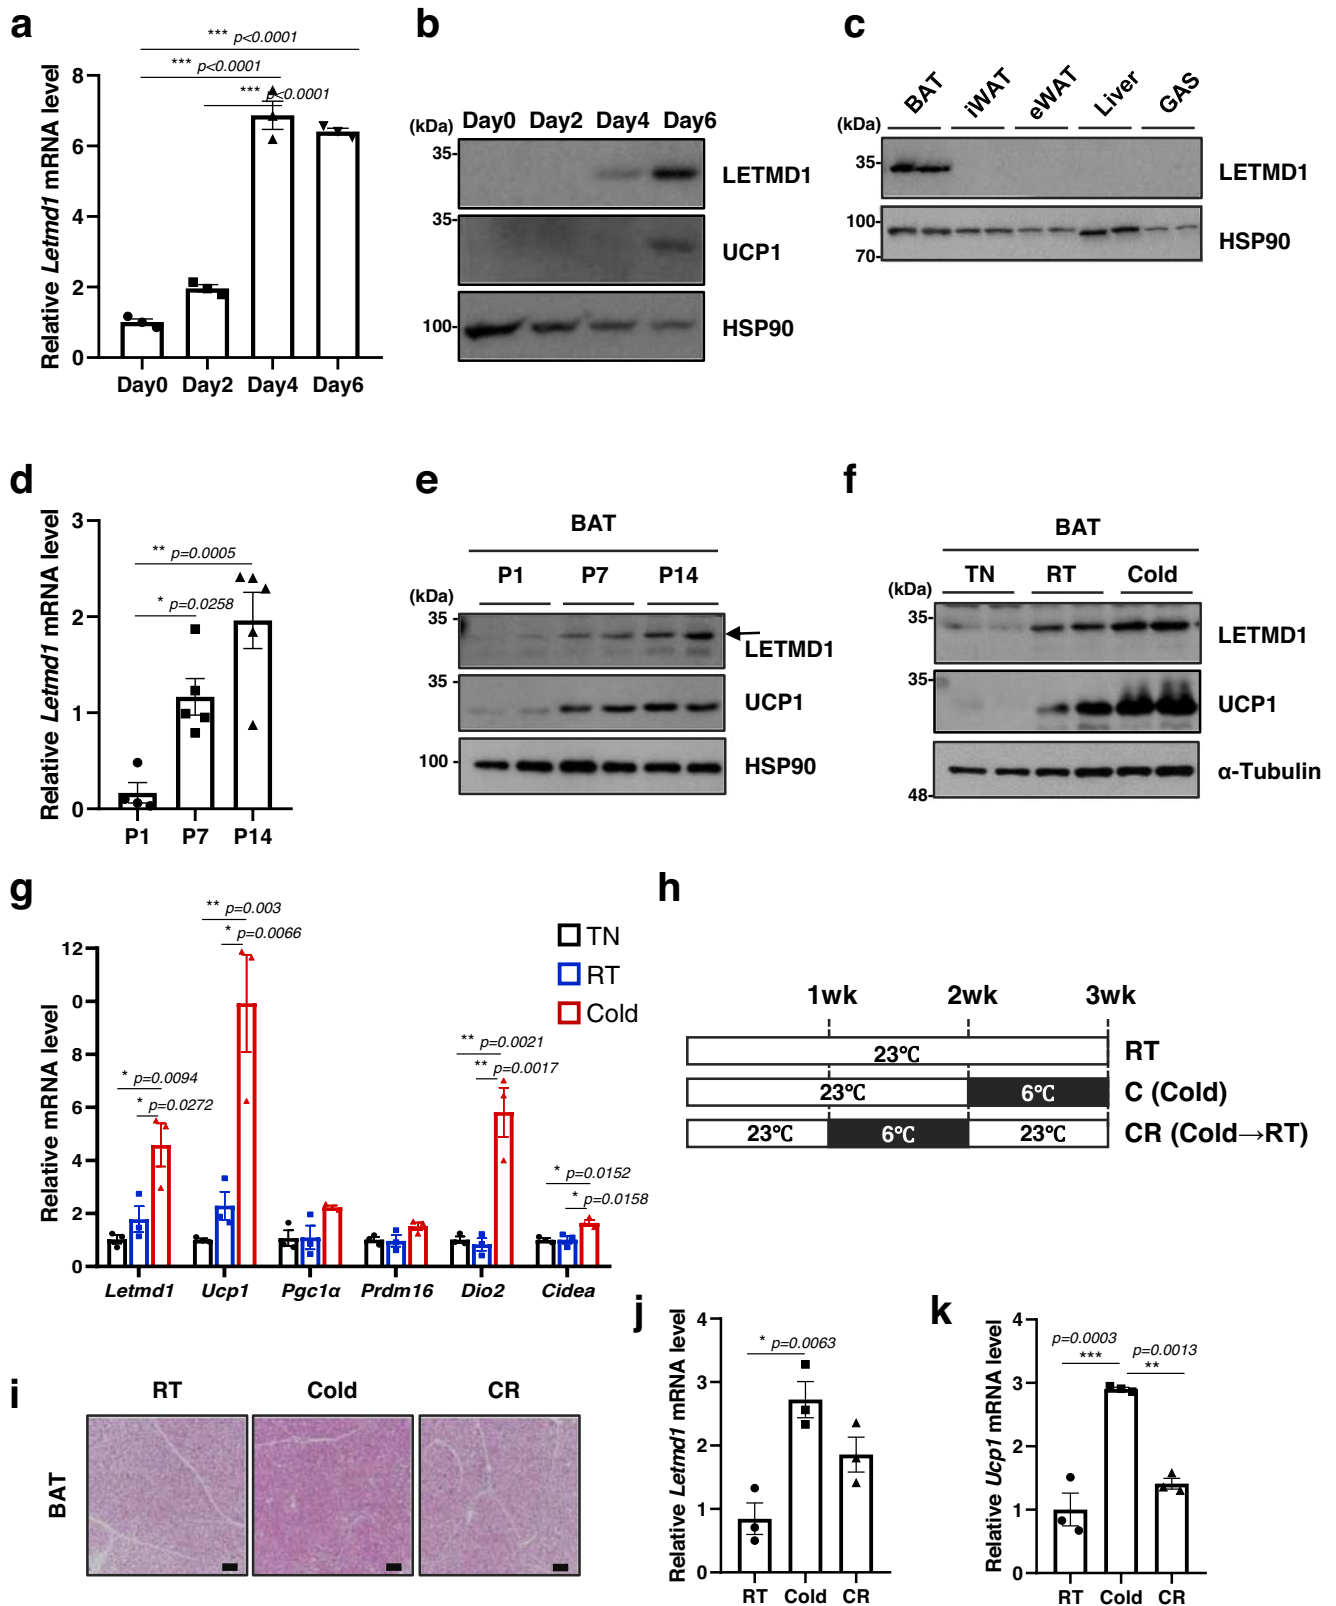 a
*** p<0.0001
*** p<0.0001
*** p<0.0001
Relative Letmd1 mRNA level
8
6
4
2
0
Day0 Day2 Day4 Day6
b
(kDa) Day0 Day2 Day4 Day6
35-
LETMD1
35-
UCP1
100-
HSP90
c
BAT iWAT eWAT Liver GAS
(kDa)
35-
LETMD1
100-
70-
HSP90
d
Relative Letmd1 mRNA level
3
2
1
0
** p=0.0005
* p=0.0258
P1 P7 P14
e
BAT
P1 P7 P14
(kDa)
35-
LETMD1
35-
UCP1
100 -
HSP90
f
BAT
TN RT Cold
(kDa)
35-
LETMD1
35-
UCP1
α-Tubulin
48-
g
Relative mRNA level
12
0
8
6
4
2
0
* p=0.0094
* p=0.0272
** p=0.003
* p=0.0066
** p=0.0021
** p=0.0017
* p=0.0152
* p=0.0158
TN
RT
Cold
Letmd1 Ucp1 Pgc1α Prdm16 Dio2 Cidea
h
1wk 2wk 3wk
23℃ RT
23℃ 6℃ C (Cold)
23℃ 6℃ 23℃ CR (Cold→RT)
i
RT Cold CR
BAT
j
Relative Letmd1 mRNA level
4
3
2
1
0
* p=0.0063
RT Cold CR
k
Relative Ucp1 mRNA level
4
3
2
1
0
p=0.0003
***
p=0.0013
**
RT Cold CR